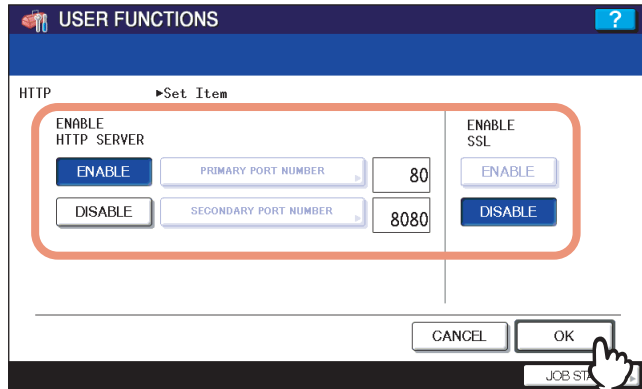 USER FUNCTIONS
?
HTTP ▶Set Item
ENABLE
HTTP SERVER
ENABLE
SSL
ENABLE PRIMARY PORT NUMBER 80 ENABLE
DISABLE SECONDARY PORT NUMBER 8080 DISABLE
CANCEL OK
JOB